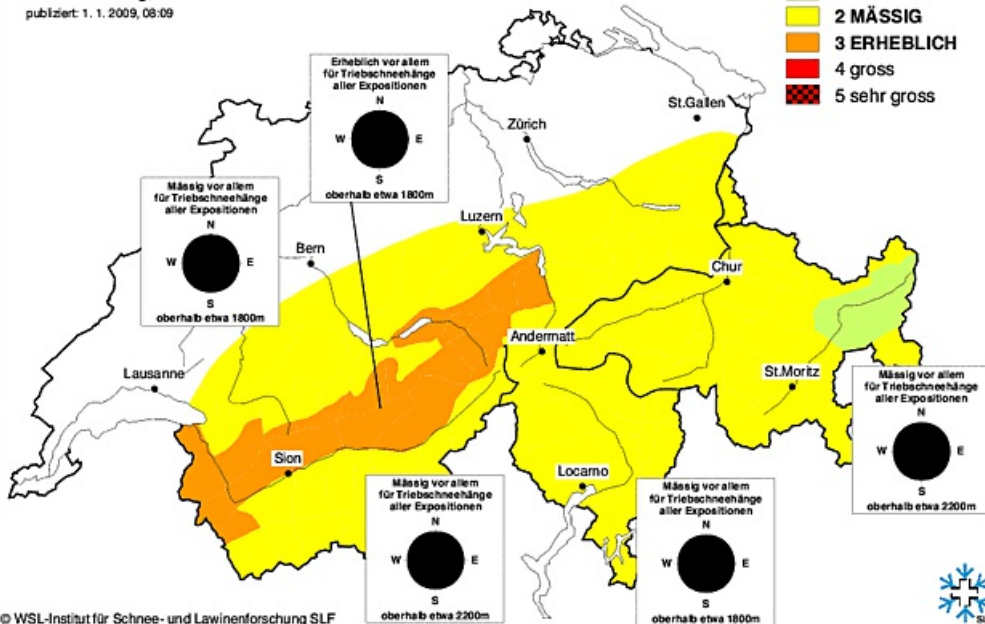 publiziert: 1. 1. 2009, 08:09
2 MÄSSIG
3 ERHEBLICH
4 gross
5 sehr gross
Erheblich vor allem
für Triebschneehänge
aller Expositionen
N
W
E
S
oberhalb etwa 1800m
St.Gallen
Zürich
Mässig vor allem
für Triebschneehänge
aller Expositionen
N
W
E
S
oberhalb etwa 1800m
Luzern
Bern
Chur
Andermatt
Lausanne
St.Moritz
Mässig vor allem
für Triebschneehänge
aller Expositionen
N
W
E
S
oberhalb etwa 2200m
Sion
Locarno
Mässig vor allem
für Triebschneehänge
aller Expositionen
N
W
E
S
oberhalb etwa 2200m
Mässig vor allem
für Triebschneehänge
aller Expositionen
N
W
E
S
oberhalb etwa 1800m
© WSL-Institut für Schnee- und Lawinenforschung SLF